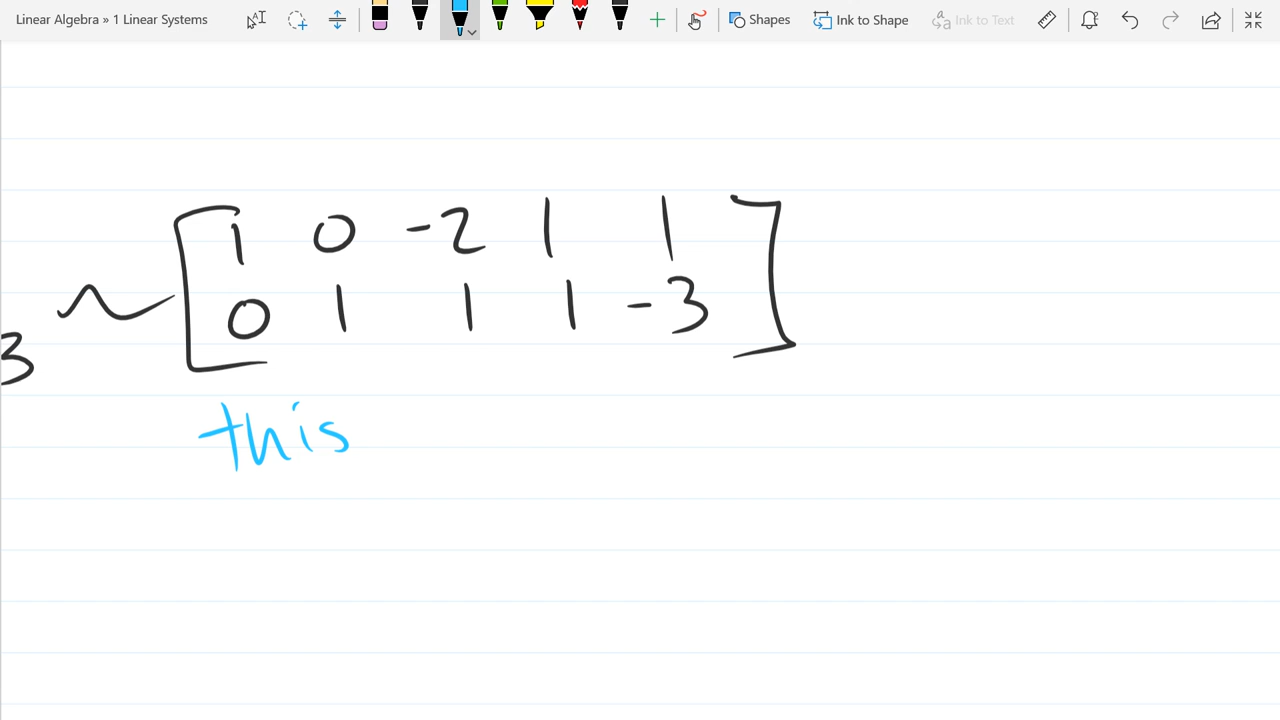 Linear Algebra » 1 Linear Systems Shapes Ink to Shape Ink to Text
1 0 -2 1 1
3 ~ 0 1 1 1 -3
this